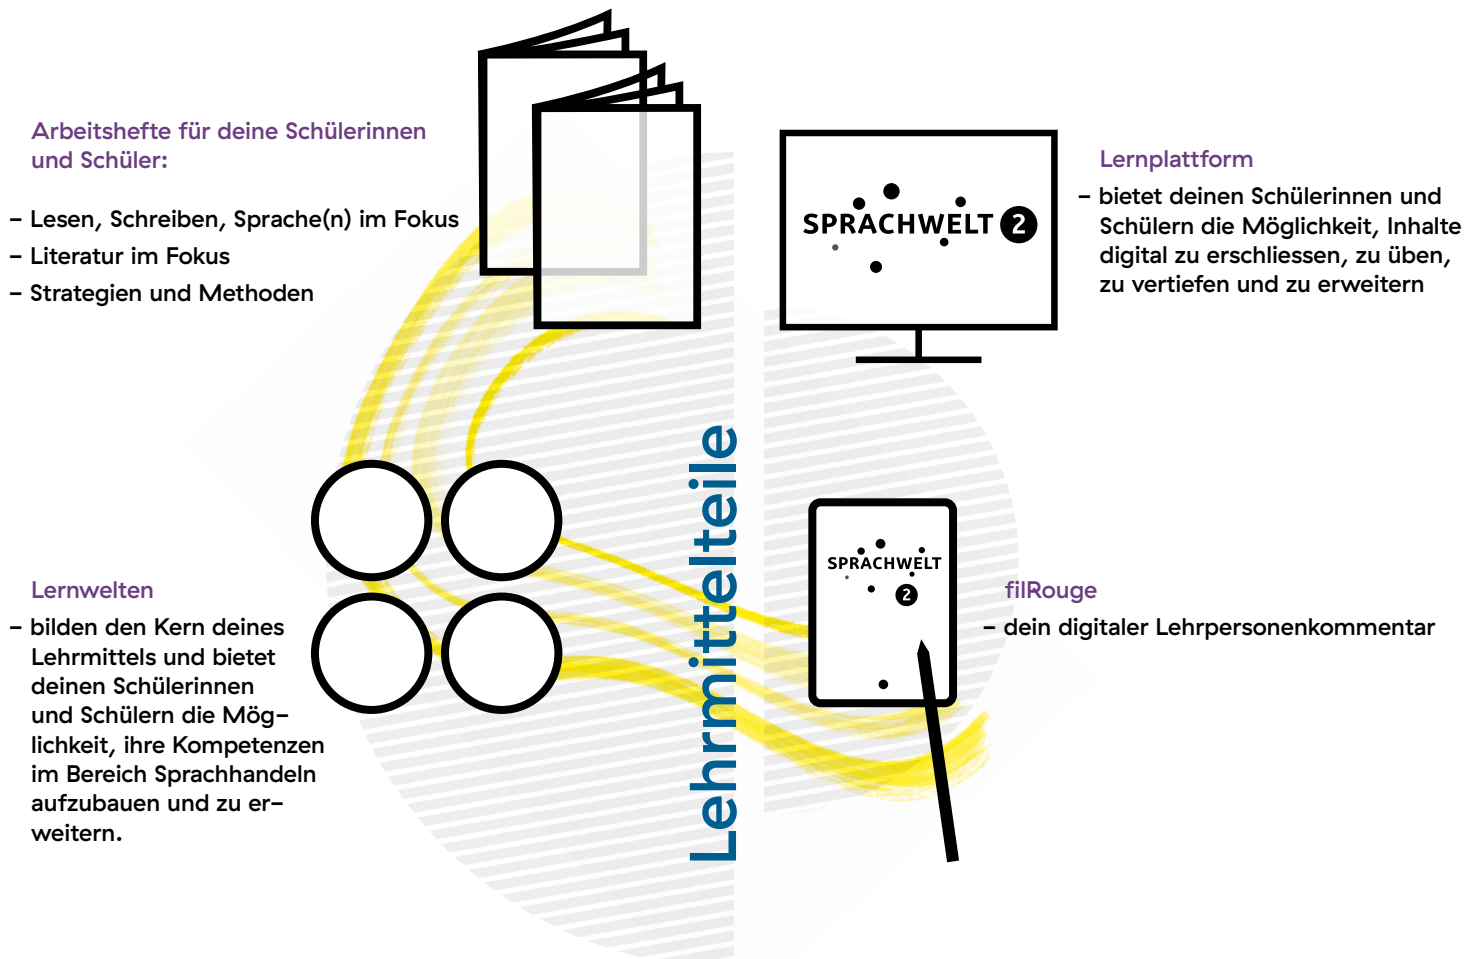 Arbeitshefte für deine Schülerinnen
und Schüler:
– Lesen, Schreiben, Sprache(n) im Fokus
– Literatur im Fokus
– Strategien und Methoden
SPRACHWELT 2
Lernplattform
– bietet deinen Schülerinnen und
Schülern die Möglichkeit, Inhalte
digital zu erschliessen, zu üben,
zu vertiefen und zu erweitern
Lehrmittelteile
Lernwelten
– bilden den Kern deines
Lehrmittels und bietet
deinen Schülerinnen
und Schülern die Mög–
lichkeit, ihre Kompetenzen
im Bereich Sprachhandeln
aufzubauen und zu er–
weitern.
SPRACHWELT
2
filRouge
– dein digitaler Lehrpersonenkommentar